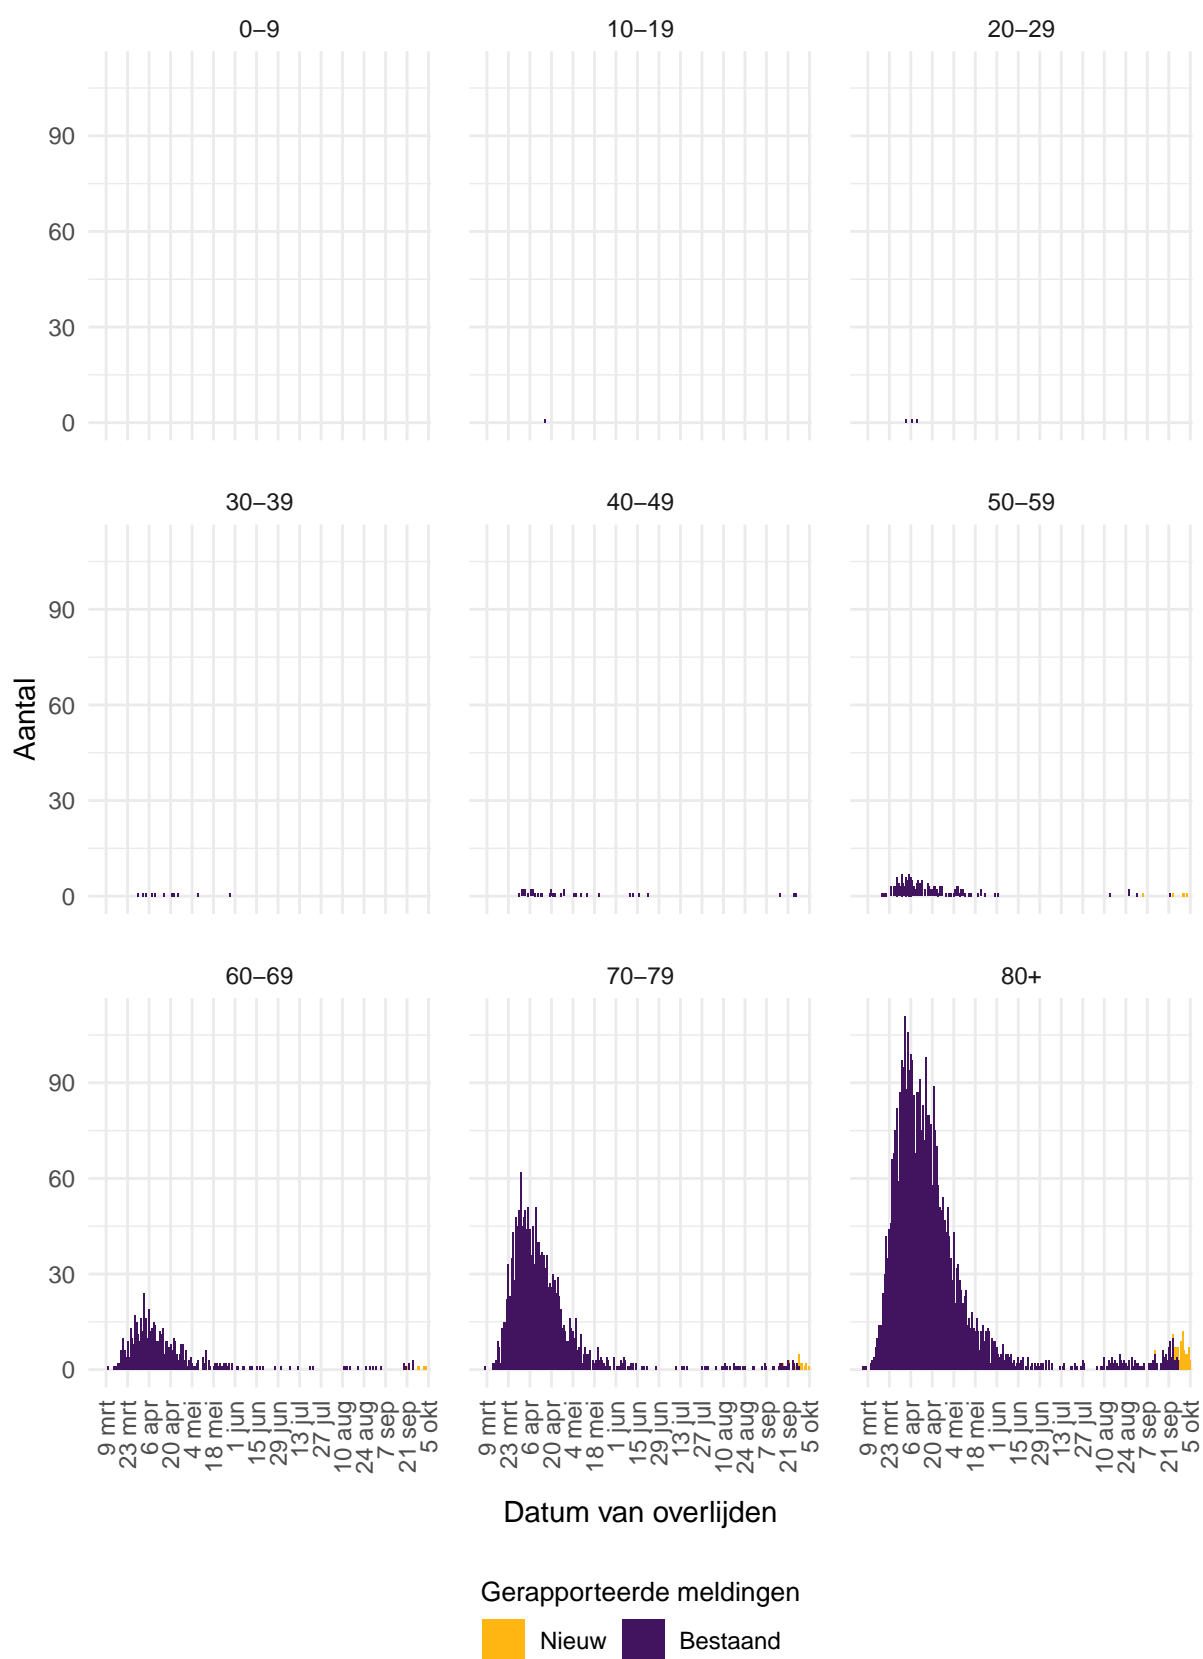 0–9 10–19 20–29
90
60
30
0
30–39 40–49 50–59
90
60
30
0
Aantal
60–69 70–79 80+
90
60
30
0
9 mrt 23 mrt 6 apr 20 apr 4 mei 18 mei 1 jun 15 jun 29 jun 13 jul 27 jul 10 aug 24 aug 7 sep 21 sep 5 okt
9 mrt 23 mrt 6 apr 20 apr 4 mei 18 mei 1 jun 15 jun 29 jun 13 jul 27 jul 10 aug 24 aug 7 sep 21 sep 5 okt
9 mrt 23 mrt 6 apr 20 apr 4 mei 18 mei 1 jun 15 jun 29 jun 13 jul 27 jul 10 aug 24 aug 7 sep 21 sep 5 okt
Datum van overlijden
Gerapporteerde meldingen
Nieuw Bestaand